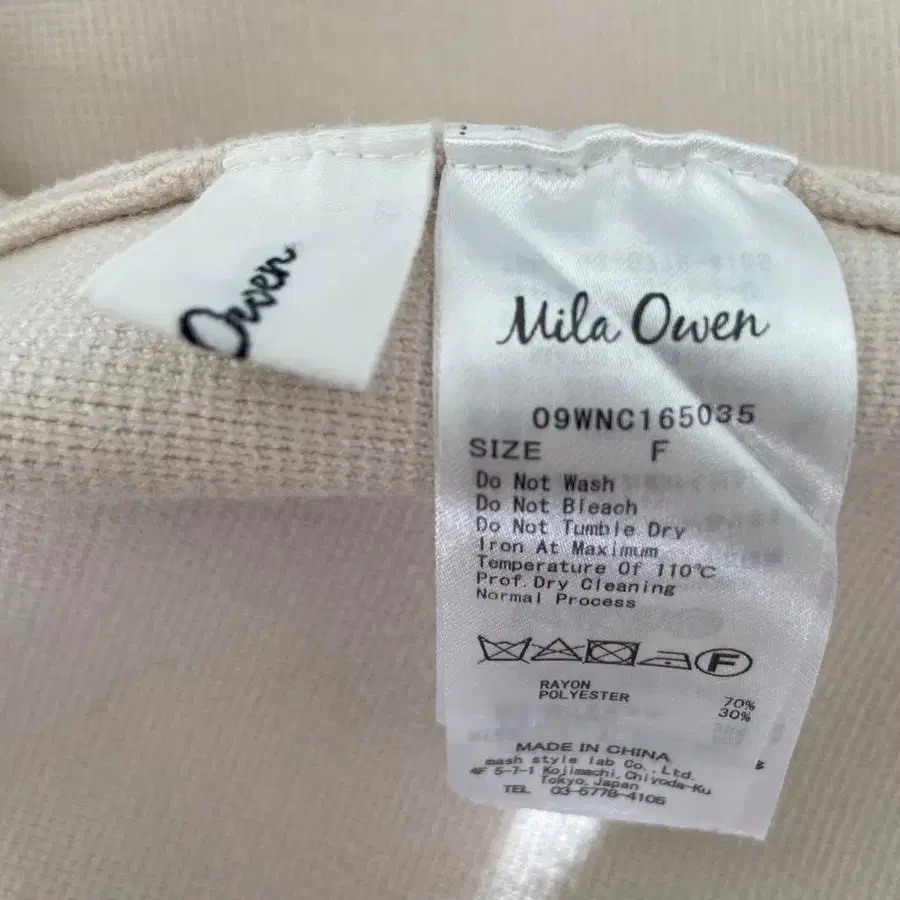 Owen
Mila Owen
09WNC165035
SIZE F
Do Not Wash
Do Not Bleach
Do Not Tumble Dry
Iron At Maximum
Temperature Of 110℃
Prof.Dry Cleaning
Normal Process
F
RAYON 70%
POLYESTER 30%
MADE IN CHINA
mash style lab Co.,Ltd.
4F 5-7-1 Kojimachi,Chiyoda-Ku
Tokyo,Japan
TEL 03-5778-4105